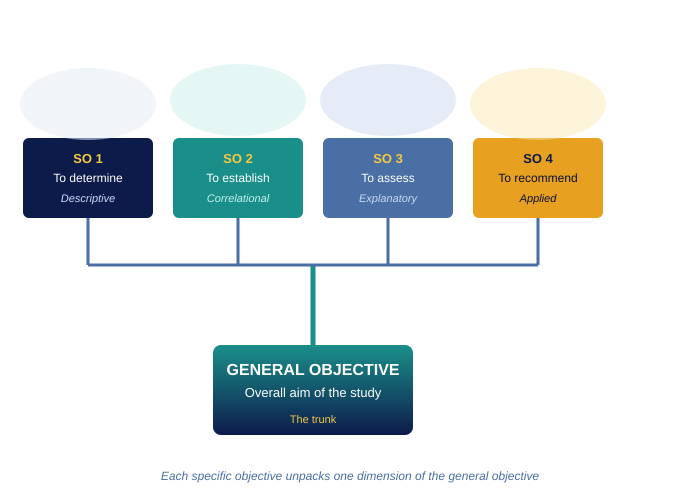 SO 1
To determine
Descriptive
SO 2
To establish
Correlational
SO 3
To assess
Explanatory
SO 4
To recommend
Applied
GENERAL OBJECTIVE
Overall aim of the study
The trunk
Each specific objective unpacks one dimension of the general objective